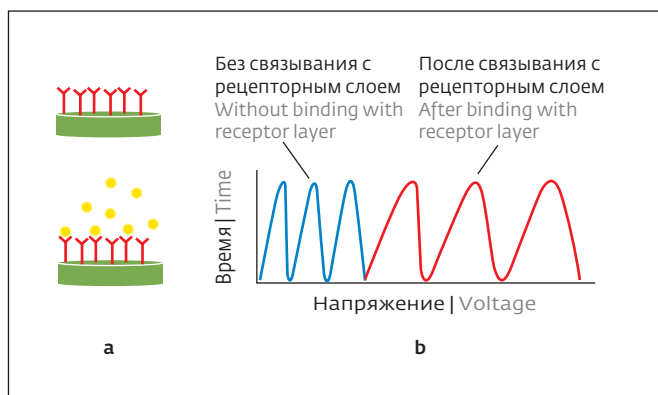 Без связывания с
рецепторным слоем
Without binding with
receptor layer
После связывания с
рецепторным слоем
After binding with
receptor layer
Время | Time
Напряжение | Voltage
a
b